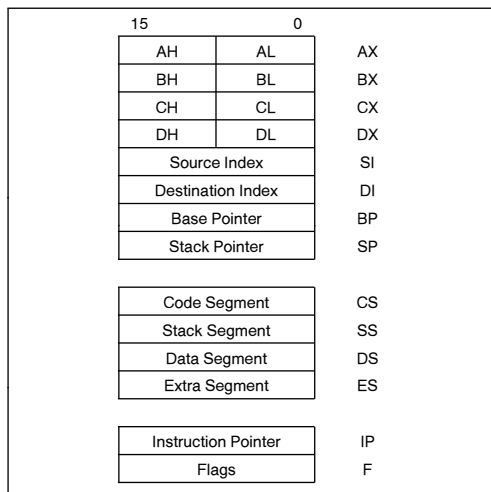 15 0
AH AL AX
BH BL BX
CH CL CX
DH DL DX
Source Index SI
Destination Index DI
Base Pointer BP
Stack Pointer SP
Code Segment CS
Stack Segment SS
Data Segment DS
Extra Segment ES
Instruction Pointer IP
Flags F